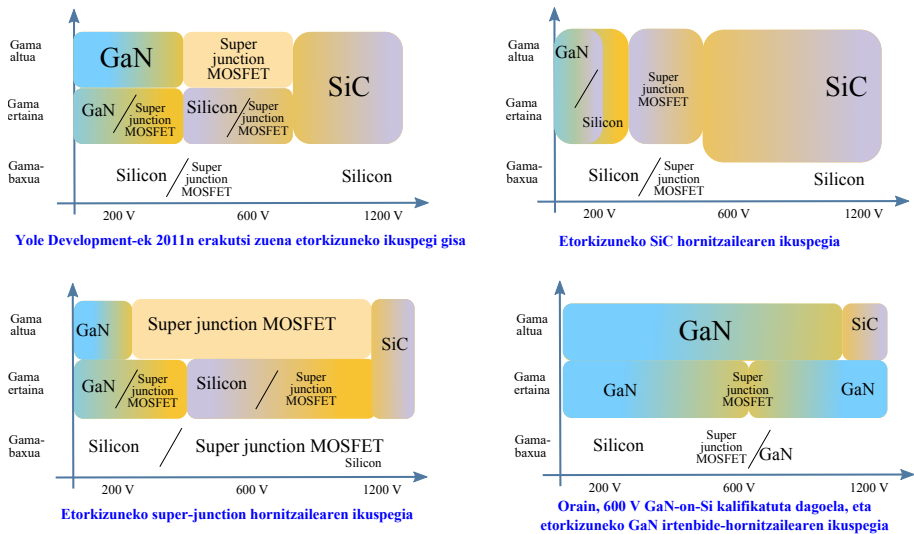 Gama
altua
GaN
Super
junction
MOSFET
SiC
Gama
ertaina
GaN
Super
junction
MOSFET
Silicon
Super
junction
MOSFET
Gama-
baxua
Silicon
Super
junction
MOSFET
Silicon
200 V
600 V
1200 V
Yole Development-ek 2011n erakutsi zuena etorkizuneko ikuspegi gisa
Gama
altua
GaN
Super
junction
MOSFET
SiC
Gama
ertaina
Silicon
Gama-
baxua
Silicon
Super
junction
MOSFET
Silicon
200 V
600 V
1200 V
Etorkizuneko SiC hornitzailearen ikuspegia
Gama
altua
GaN
Super junction MOSFET
SiC
Gama
ertaina
GaN
Super
junction
MOSFET
Silicon
Super
junction
MOSFET
Gama-
baxua
Silicon
Super junction MOSFET
Silicon
200 V
600 V
1200 V
Etorkizuneko super-junction hornitzailearen ikuspegia
Gama
altua
GaN
SiC
Gama
ertaina
GaN
Super
junction
MOSFET
GaN
Gama-
baxua
Silicon
Super
junction
MOSFET
GaN
200 V
600 V
1200 V
Orain, 600 V GaN-on-Si kalifikatuta dagoela, eta
etorkizuneko GaN irtenbide-hornitzailearen ikuspegia